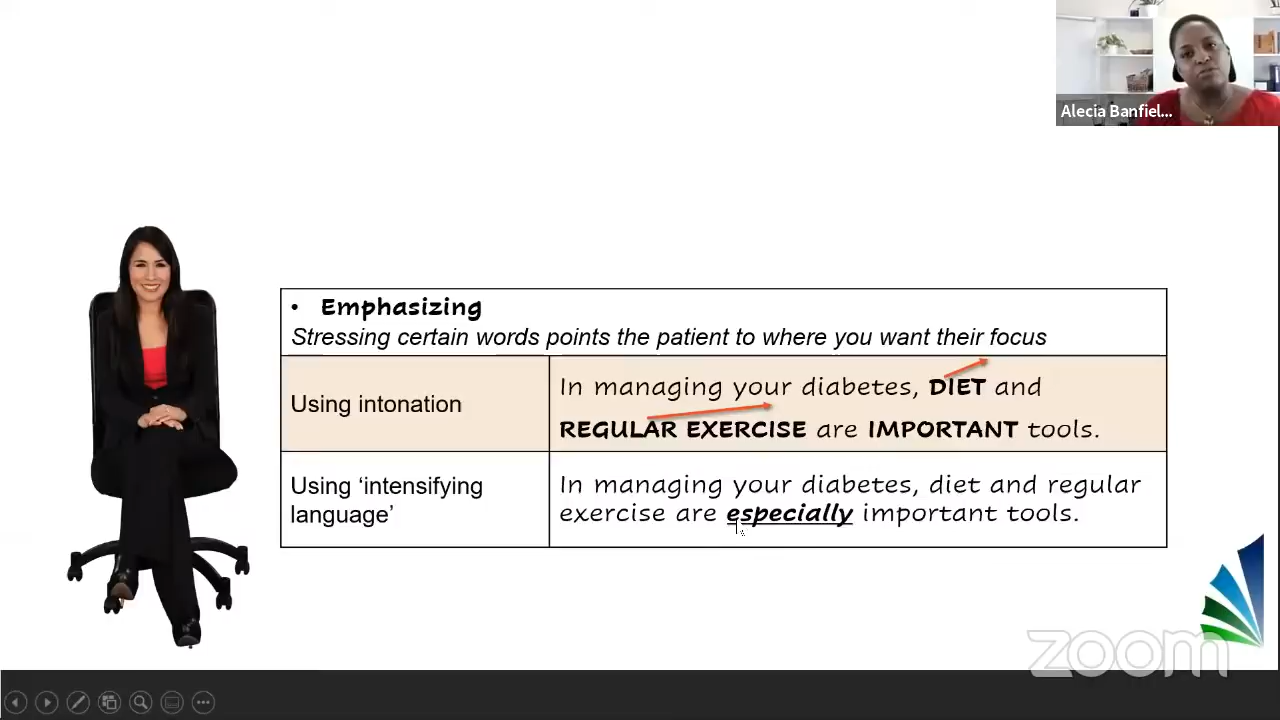 Alecia Banfiel...
• Emphasizing
Stressing certain words points the patient to where you want their focus
Using intonation
In managing your diabetes, DIET and
REGULAR EXERCISE are IMPORTANT tools.
Using ‘intensifying
language’
In managing your diabetes, diet and regular
exercise are especially important tools.
zoom